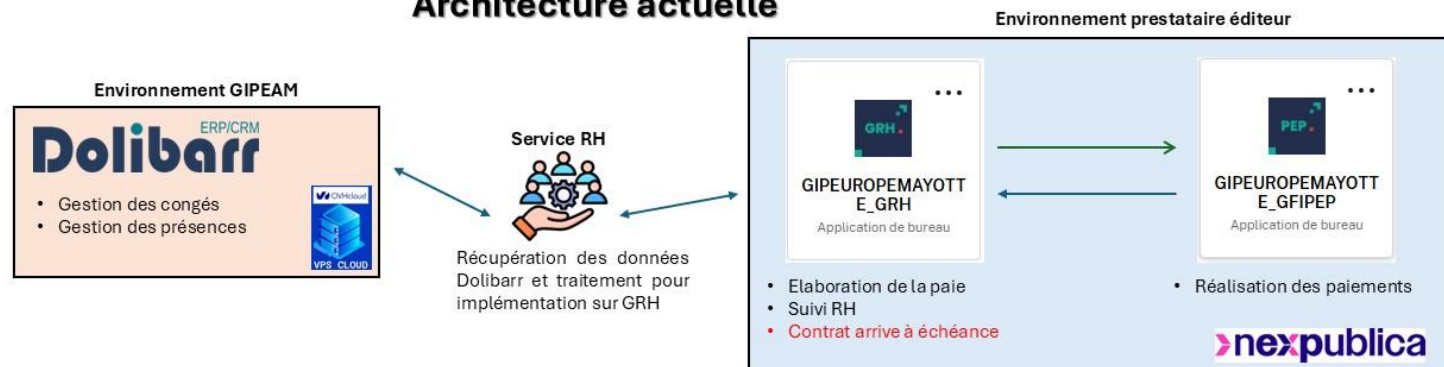 Architecture actuelle
Environnement prestataire éditeur
Environnement GIPEAM
Dolibarr
ERP/CRM
• Gestion des congés
• Gestion des présences
OVHcloud
VPS CLOUD
Service RH
Récupération des données
Dolibarr et traitement pour
implémentation sur GRH
GRH.
GIPEUROPEMAYOTT
E_GRH
Application de bureau
• Elaboration de la paie
• Suivi RH
• Contrat arrive à échéance
PEP.
GIPEUROPEMAYOTT
E_GFIPEP
Application de bureau
• Réalisation des paiements
nexpublica